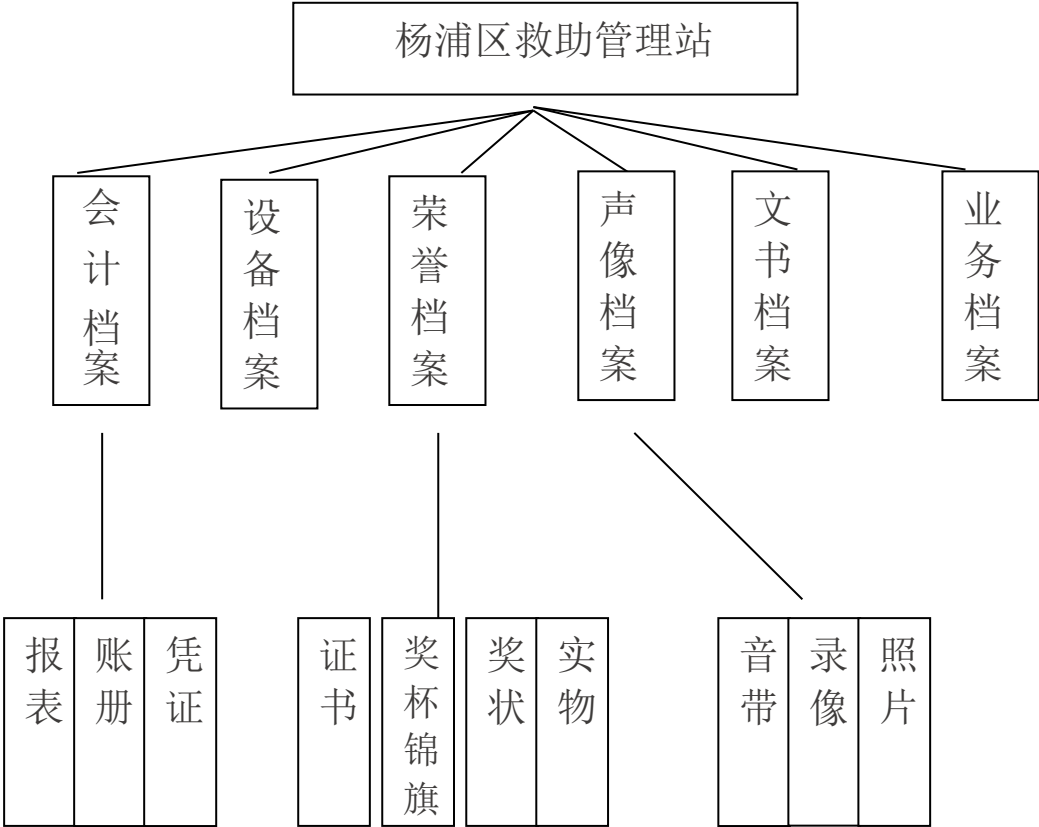 杨浦区救助管理站
会计档案
设备档案
荣誉档案
声像档案
文书档案
业务档案
报表
账册
凭证
证书
奖杯锦旗
奖状
实物
音带
录像
照片